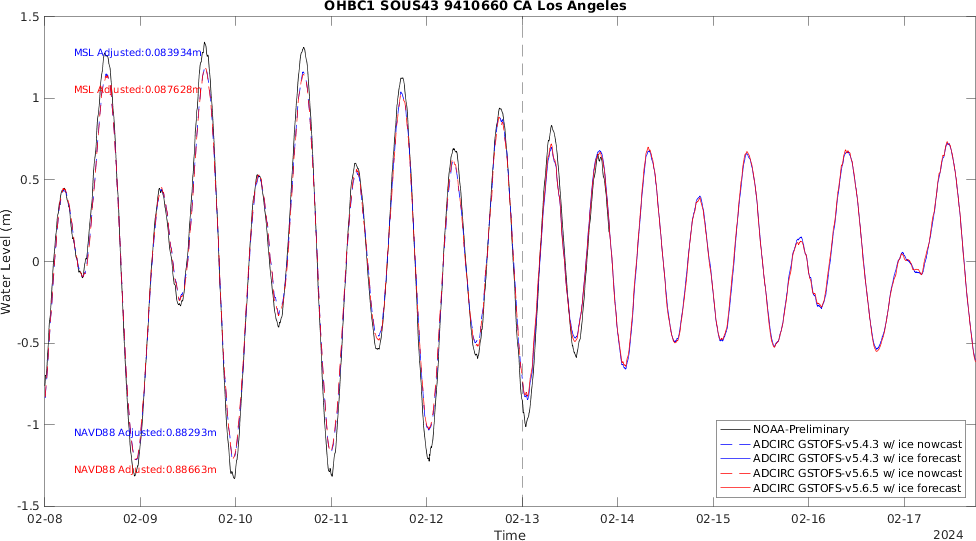 OHBC1 SOUS43 9410660 CA Los Angeles
1.5
1
0.5
0
-0.5
-1
-1.5
Water Level (m)
MSL Adjusted:0.083934m
MSL Adjusted:0.087628m
NAVD88 Adjusted:0.88293m
NAVD88 Adjusted:0.88663m
NOAA-Preliminary
ADCIRC GSTOFS-v5.4.3 w/ ice nowcast
ADCIRC GSTOFS-v5.4.3 w/ ice forecast
ADCIRC GSTOFS-v5.6.5 w/ ice nowcast
ADCIRC GSTOFS-v5.6.5 w/ ice forecast
02-08 02-09 02-10 02-11 02-12 02-13 02-14 02-15 02-16 02-17
Time
2024